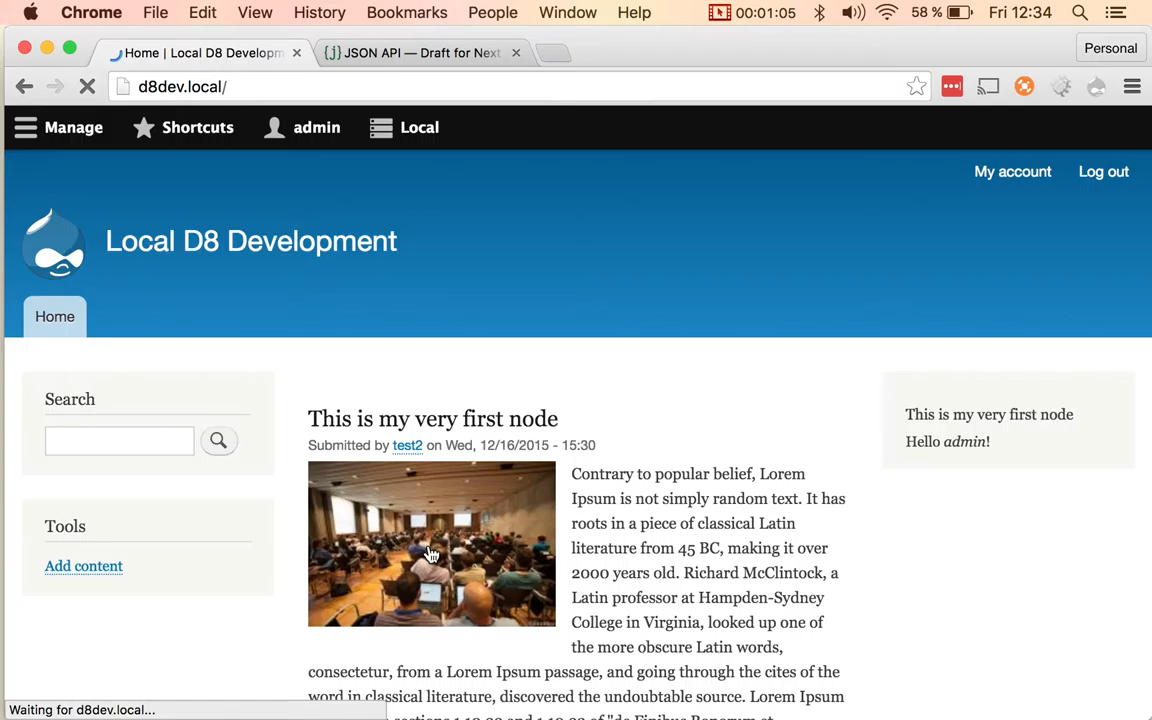 Chrome File Edit View History Bookmarks People Window Help 00:01:05 58 % Fri 12:34
Home | Local D8 Developm
{j} JSON API — Draft for Next
Personal
d8dev.local/
Manage Shortcuts admin Local
My account Log out
Local D8 Development
Home
Search
Tools
Add content
This is my very first node
Submitted by test2 on Wed, 12/16/2015 - 15:30
Contrary to popular belief, Lorem
Ipsum is not simply random text. It has
roots in a piece of classical Latin
literature from 45 BC, making it over
2000 years old. Richard McClintock, a
Latin professor at Hampden-Sydney
College in Virginia, looked up one of
the more obscure Latin words,
consectetur, from a Lorem Ipsum passage, and going through the cites of the
word in classical literature, discovered the undoubtable source. Lorem Ipsum
This is my very first node
Hello admin!
Waiting for d8dev.local...